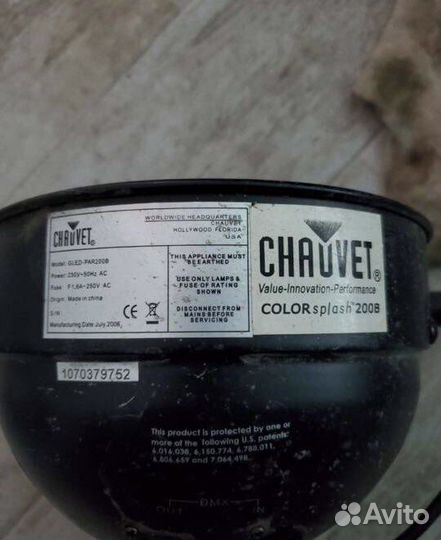 CHAUVET®
WORLDWIDE HEADQUARTERS
CHAUVET
HOLLYWOOD FLORIDA
USA
Model: GLED-PAR200B
Power: 230V~50Hz AC
Fuse: F1.6A~250V AC
Origin: Made in china
S/N:
Manufacturing Date July 2008
CE
THIS APPLIANCE MUST
BE EARTHED
USE ONLY LAMPS &
FUSE OF RATING
SHOWN
DISCONNECT FROM
MAINS BEFORE
SERVICING
CHAUVET®
Value-Innovation-Performance
COLORsplash™200B
1070379752
This product is protected by one or
more of the following U.S. patents:
6,016,038, 6,150,774, 6,788,011,
6,806,659 and 7,064,498.
DMX
OUT IN
Avito